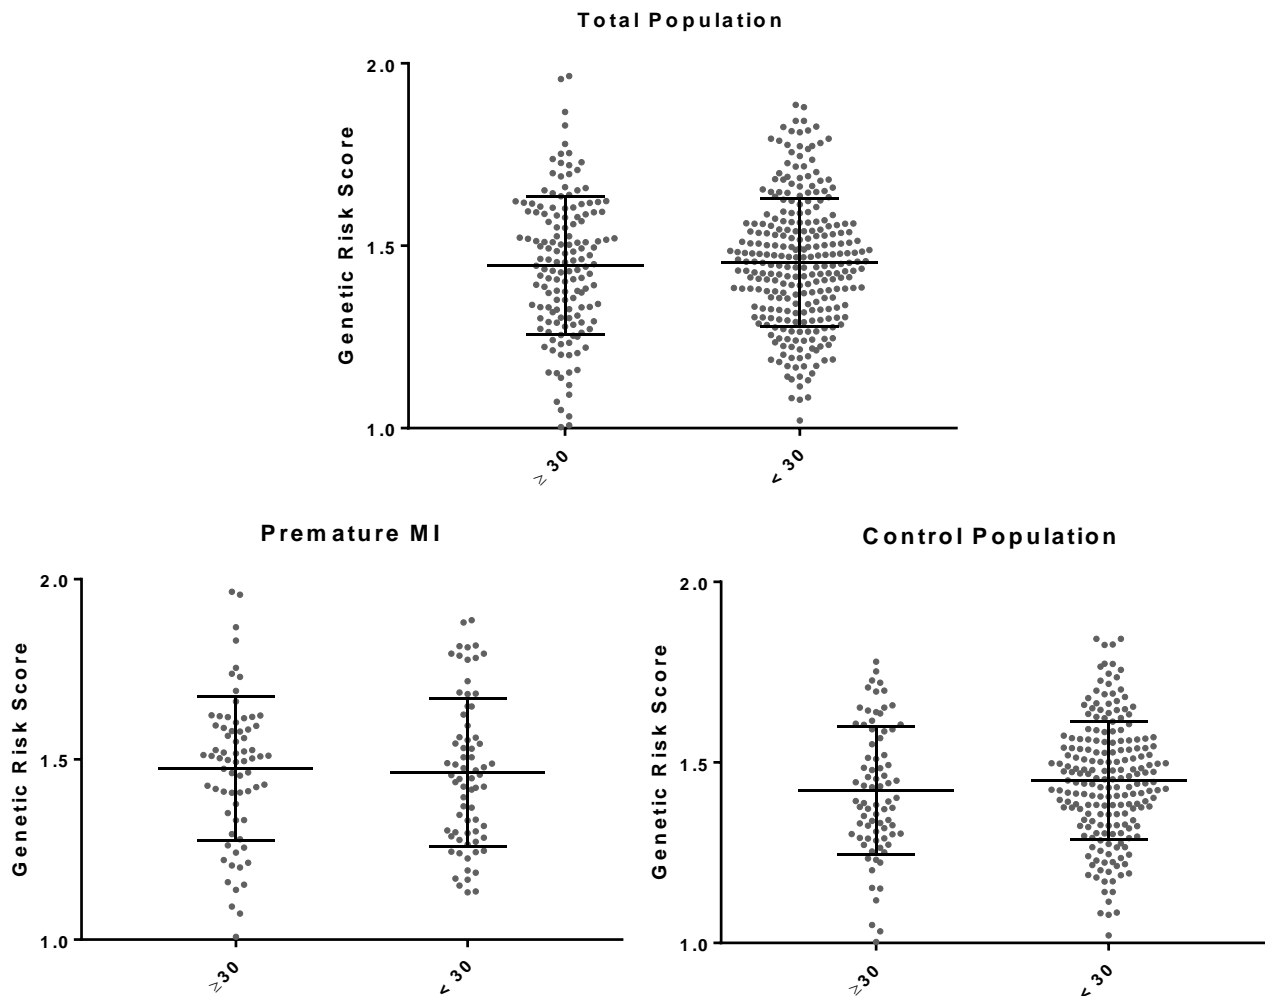 Total Population
2.0
1.5
1.0
Genetic Risk Score
≥ 30
< 30
Premature MI
2.0
1.5
1.0
Genetic Risk Score
≥30
< 30
Control Population
2.0
1.5
1.0
Genetic Risk Score
≥30
< 30